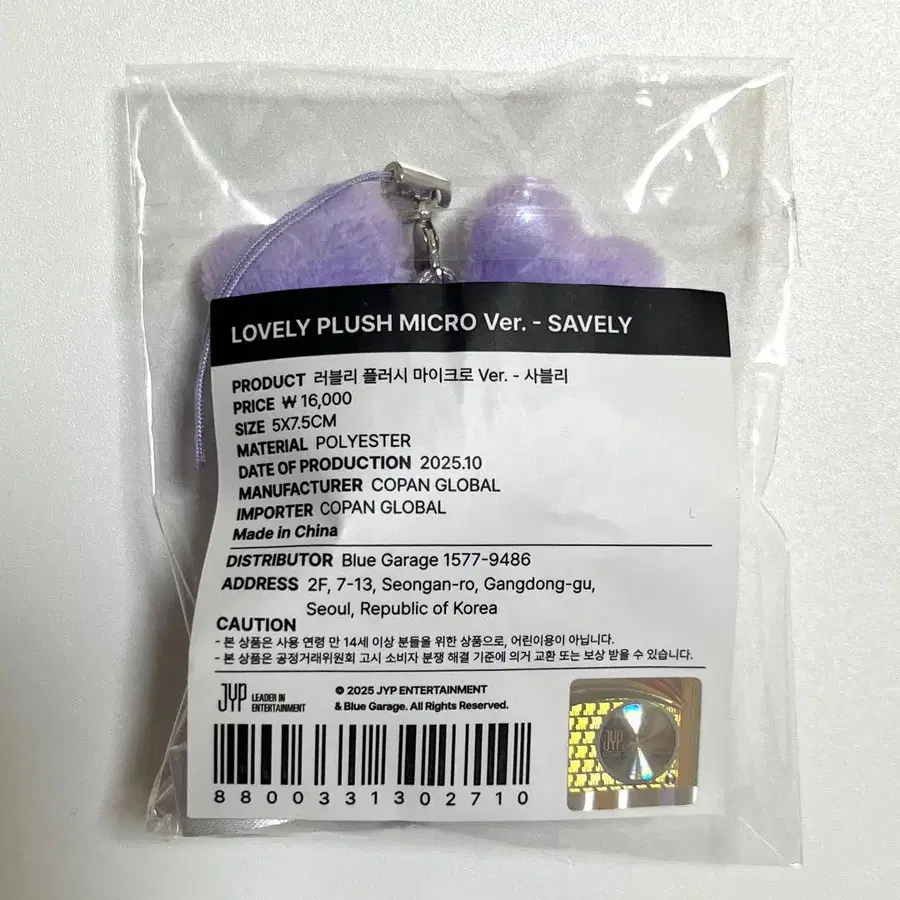 LOVELY PLUSH MICRO Ver. - SAVELY
PRODUCT 러블리 플러시 마이크로 Ver. - 사블리
PRICE ₩ 16,000
SIZE 5X7.5CM
MATERIAL POLYESTER
DATE OF PRODUCTION 2025.10
MANUFACTURER COPAN GLOBAL
IMPORTER COPAN GLOBAL
Made in China
DISTRIBUTOR Blue Garage 1577-9486
ADDRESS 2F, 7-13, Seongan-ro, Gangdong-gu,
Seoul, Republic of Korea
CAUTION
- 본 상품은 사용 연령 만 14세 이상 분들을 위한 상품으로, 어린이용이 아닙니다.
- 본 상품은 공정거래위원회 고시 소비자 분쟁 해결 기준에 의거 교환 또는 보상 받을 수 있습니다.
JYP LEADER IN
ENTERTAINMENT
© 2025 JYP ENTERTAINMENT
& Blue Garage. All Rights Reserved.
8800331302710
JYP